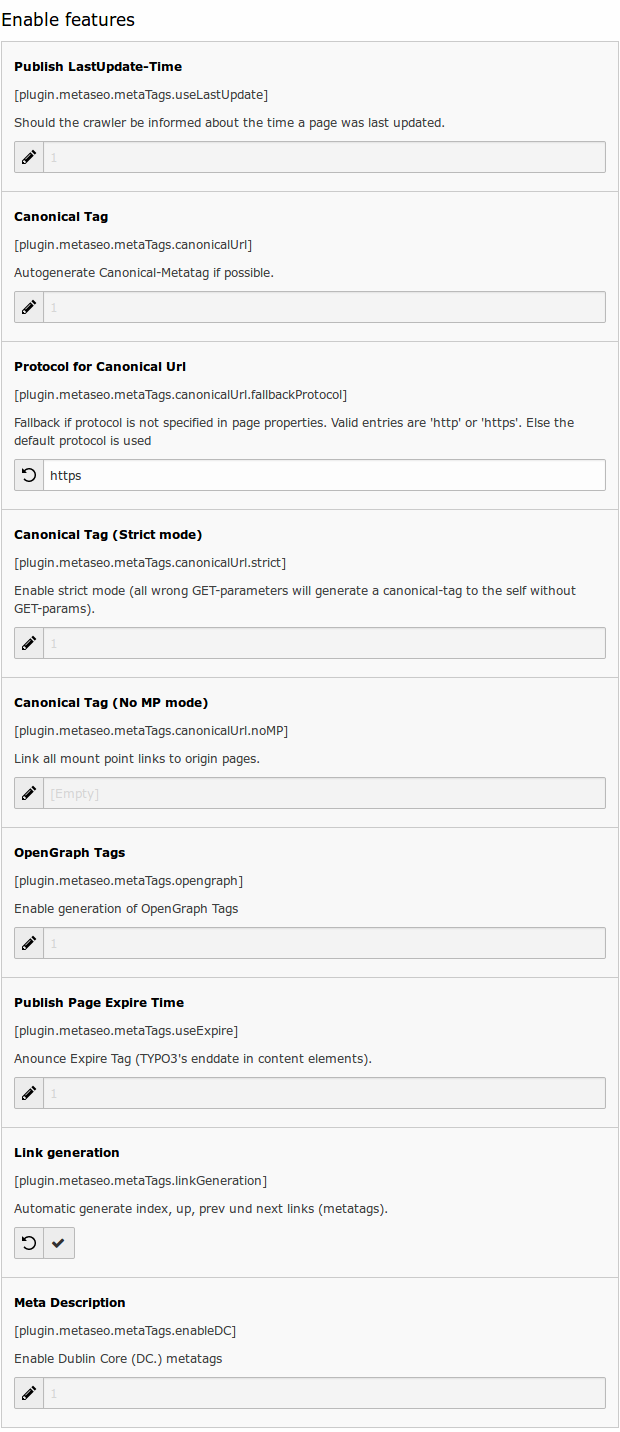 Enable features
Publish LastUpdate-Time
[plugin.metaseo.metaTags.useLastUpdate]
Should the crawler be informed about the time a page was last updated.
1
Canonical Tag
[plugin.metaseo.metaTags.canonicalUrl]
Autogenerate Canonical-Metatag if possible.
1
Protocol for Canonical Url
[plugin.metaseo.metaTags.canonicalUrl.fallbackProtocol]
Fallback if protocol is not specified in page properties. Valid entries are 'http' or 'https'. Else the
default protocol is used
https
Canonical Tag (Strict mode)
[plugin.metaseo.metaTags.canonicalUrl.strict]
Enable strict mode (all wrong GET-parameters will generate a canonical-tag to the self without
GET-params).
1
Canonical Tag (No MP mode)
[plugin.metaseo.metaTags.canonicalUrl.noMP]
Link all mount point links to origin pages.
[Empty]
OpenGraph Tags
[plugin.metaseo.metaTags.opengraph]
Enable generation of OpenGraph Tags
1
Publish Page Expire Time
[plugin.metaseo.metaTags.useExpire]
Anounce Expire Tag (TYPO3's enddate in content elements).
1
Link generation
[plugin.metaseo.metaTags.linkGeneration]
Automatic generate index, up, prev und next links (metatags).
Meta Description
[plugin.metaseo.metaTags.enableDC]
Enable Dublin Core (DC.) metatags
1